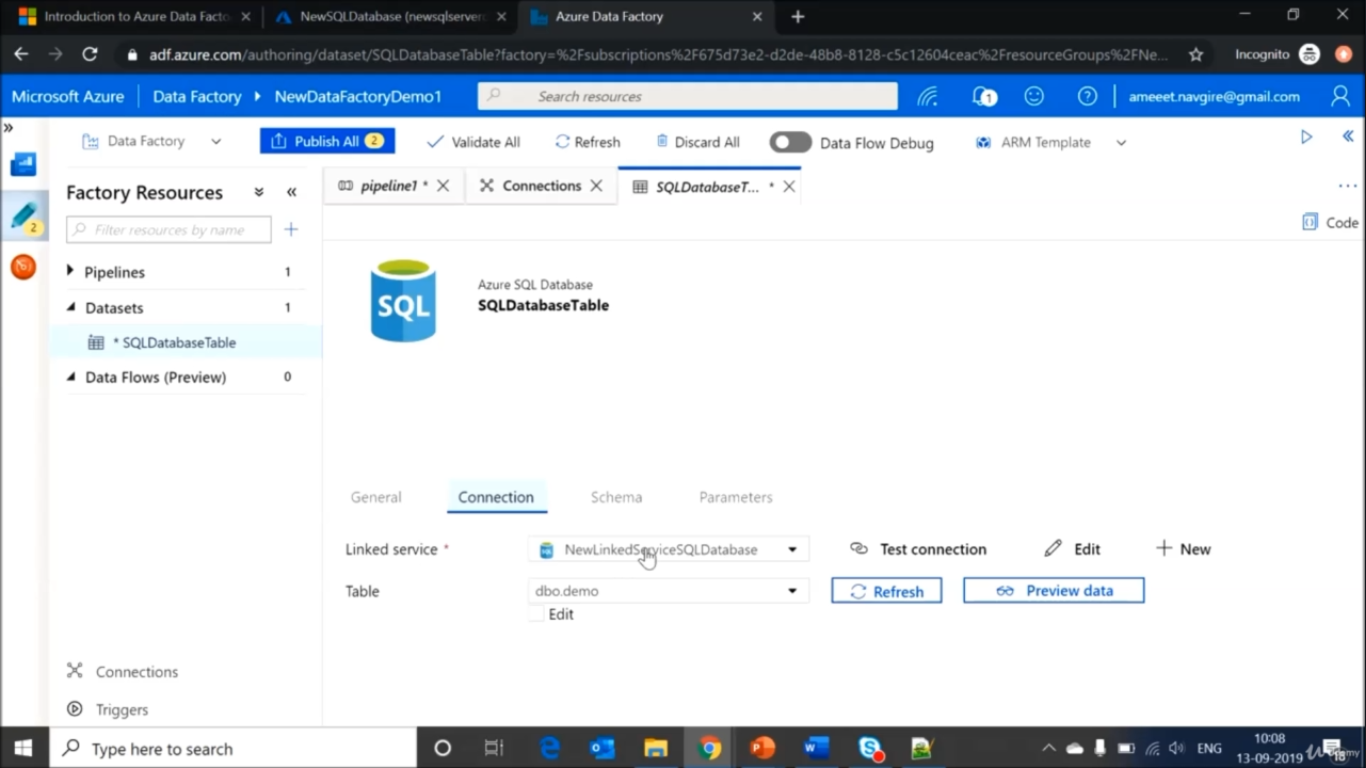 Introduction to Azure Data Facto
NewSQLDatabase (newsqlserver
Azure Data Factory
adf.azure.com/authoring/dataset/SQLDatabaseTable?factory=%2Fsubscriptions%2F675d73e2-d2de-48b8-8128-c5c12604ceac%2FresourceGroups%2FNe...
Incognito
Microsoft Azure
Data Factory
NewDataFactoryDemo1
Search resources
1
ameeet.navgire@gmail.com
Data Factory
Publish All 2
Validate All
Refresh
Discard All
Data Flow Debug
ARM Template
Factory Resources
pipeline1 *
Connections
SQLDatabaseT... *
2
Filter resources by name
Code
Pipelines 1
Datasets 1
* SQLDatabaseTable
Data Flows (Preview) 0
SQL
Azure SQL Database
SQLDatabaseTable
General
Connection
Schema
Parameters
Linked service *
NewLinkedServiceSQLDatabase
Test connection
Edit
New
Table
dbo.demo
Refresh
Preview data
Edit
Connections
Triggers
Type here to search
ENG
10:08
13-09-2019